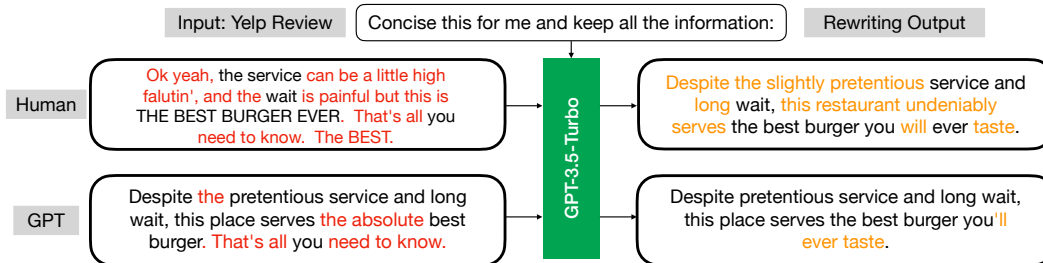 Input: Yelp Review
Concise this for me and keep all the information:
Rewriting Output
Human
Ok yeah, the service can be a little high
falutin', and the wait is painful but this is
THE BEST BURGER EVER. That's all you
need to know. The BEST.
GPT-3.5-Turbo
Despite the slightly pretentious service and
long wait, this restaurant undeniably
serves the best burger you will ever taste.
GPT
Despite the pretentious service and long
wait, this place serves the absolute best
burger. That's all you need to know.
Despite pretentious service and long wait,
this place serves the best burger you'll
ever taste.